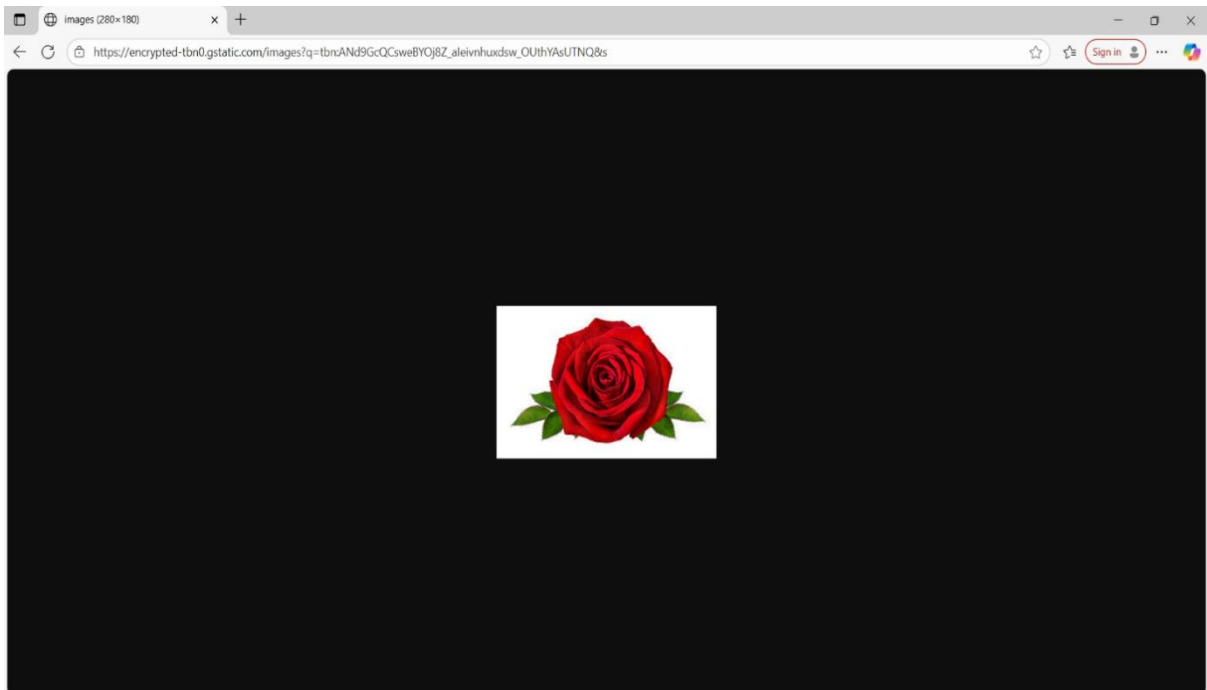 images (280×180)
https://encrypted-tbn0.gstatic.com/images?q=tbn:ANd9GcQCsweBYOj8Z_aleivnhuxdsw_OUthYAsUTNQ&s
Sign in